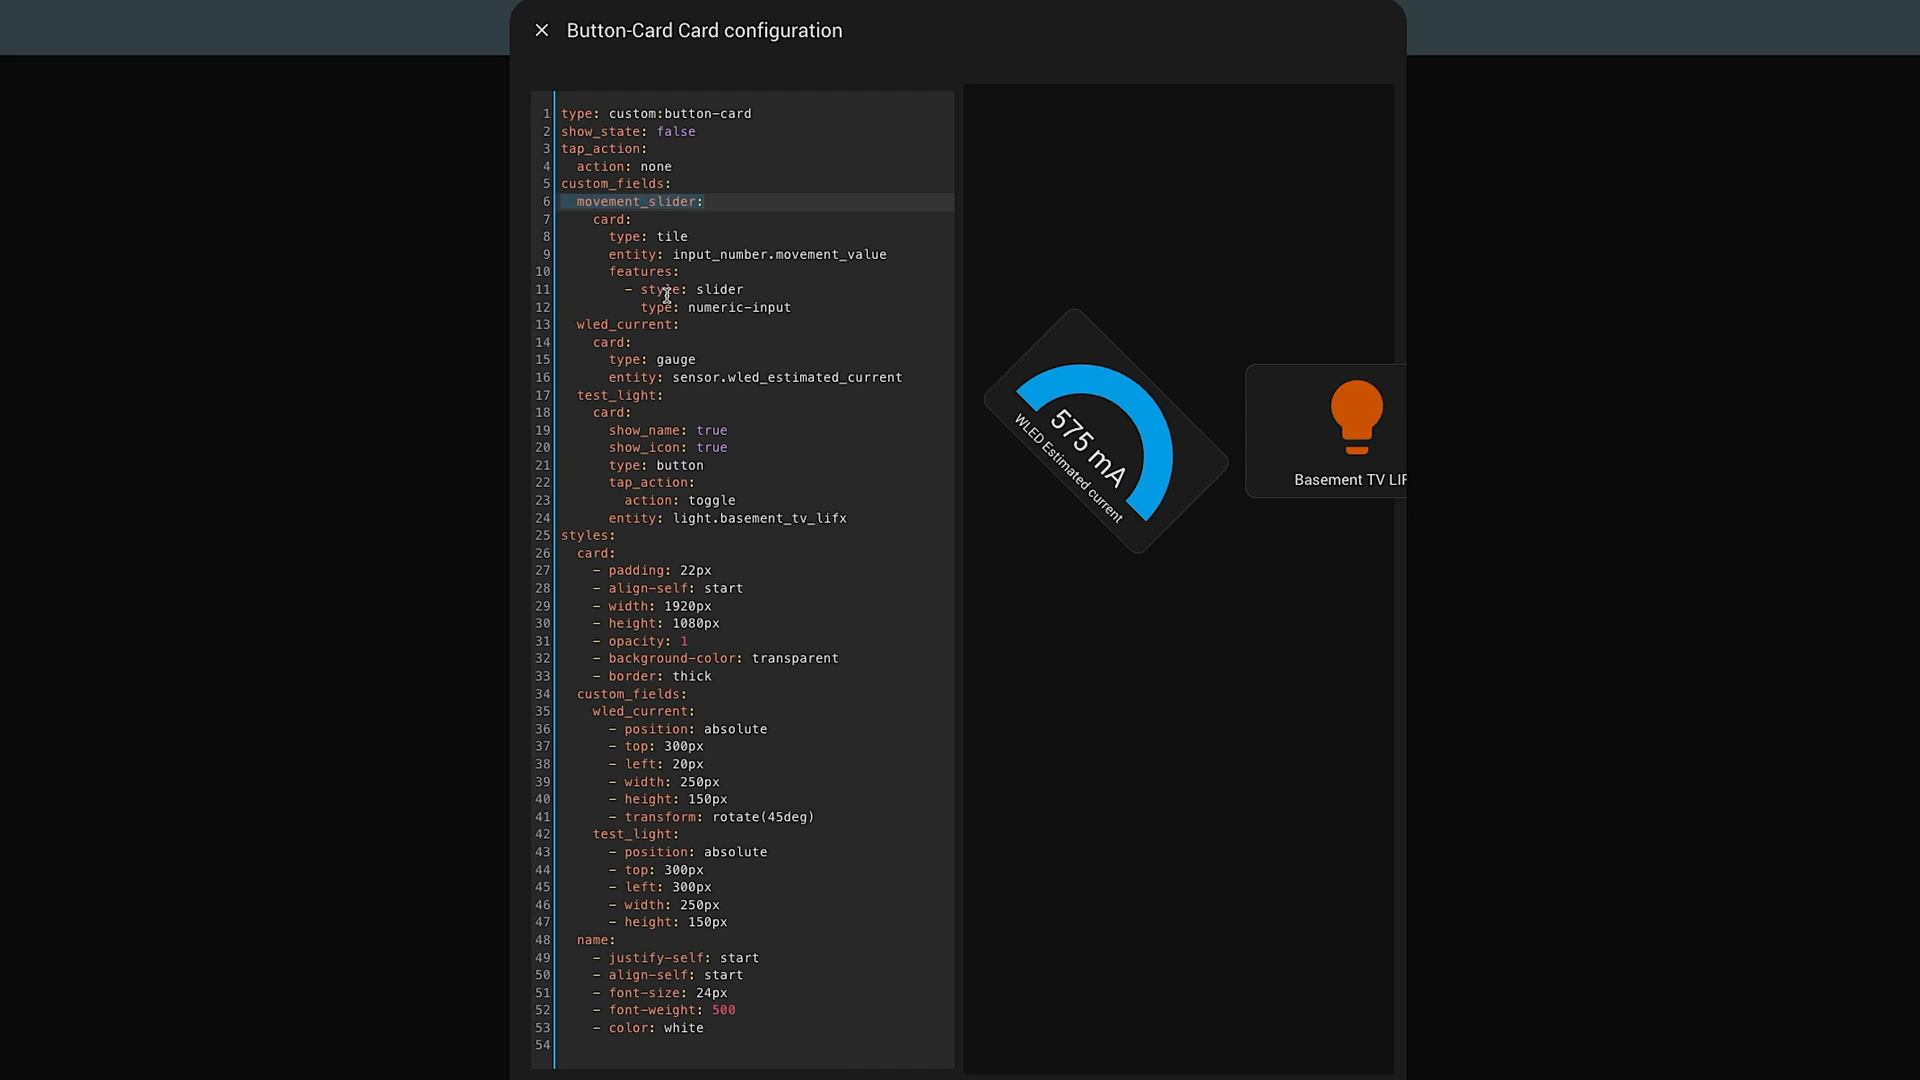 Button-Card Card configuration
1 type: custom:button-card
2 show_state: false
3 tap_action:
4   action: none
5 custom_fields:
6   movement_slider:
7     card:
8       type: tile
9       entity: input_number.movement_value
10       features:
11         - style: slider
12           type: numeric-input
13   wled_current:
14     card:
15       type: gauge
16       entity: sensor.wled_estimated_current
17   test_light:
18     card:
19       show_name: true
20       show_icon: true
21       type: button
22       tap_action:
23         action: toggle
24       entity: light.basement_tv_lifx
25 styles:
26   card:
27     - padding: 22px
28     - align-self: start
29     - width: 1920px
30     - height: 1080px
31     - opacity: 1
32     - background-color: transparent
33     - border: thick
34   custom_fields:
35     wled_current:
36       - position: absolute
37       - top: 300px
38       - left: 20px
39       - width: 250px
40       - height: 150px
41       - transform: rotate(45deg)
42     test_light:
43       - position: absolute
44       - top: 300px
45       - left: 300px
46       - width: 250px
47       - height: 150px
48   name:
49     - justify-self: start
50     - align-self: start
51     - font-size: 24px
52     - font-weight: 500
53     - color: white
54
575 mA
WLED Estimated current
Basement TV LIF